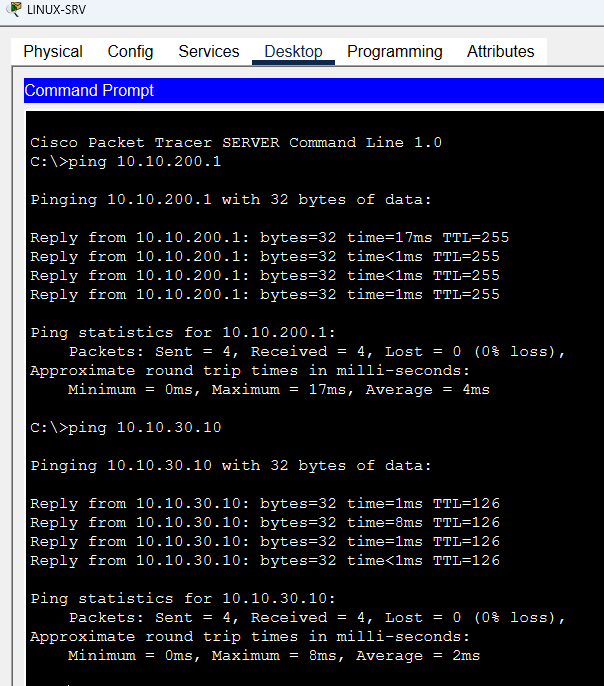 LINUX-SRV
Physical Config Services Desktop Programming Attributes
Command Prompt
Cisco Packet Tracer SERVER Command Line 1.0
C:\>ping 10.10.200.1
Pinging 10.10.200.1 with 32 bytes of data:
Reply from 10.10.200.1: bytes=32 time=17ms TTL=255
Reply from 10.10.200.1: bytes=32 time<1ms TTL=255
Reply from 10.10.200.1: bytes=32 time<1ms TTL=255
Reply from 10.10.200.1: bytes=32 time=1ms TTL=255
Ping statistics for 10.10.200.1:
Packets: Sent = 4, Received = 4, Lost = 0 (0% loss),
Approximate round trip times in milli-seconds:
Minimum = 0ms, Maximum = 17ms, Average = 4ms
C:\>ping 10.10.30.10
Pinging 10.10.30.10 with 32 bytes of data:
Reply from 10.10.30.10: bytes=32 time=1ms TTL=126
Reply from 10.10.30.10: bytes=32 time=8ms TTL=126
Reply from 10.10.30.10: bytes=32 time=1ms TTL=126
Reply from 10.10.30.10: bytes=32 time<1ms TTL=126
Ping statistics for 10.10.30.10:
Packets: Sent = 4, Received = 4, Lost = 0 (0% loss),
Approximate round trip times in milli-seconds:
Minimum = 0ms, Maximum = 8ms, Average = 2ms